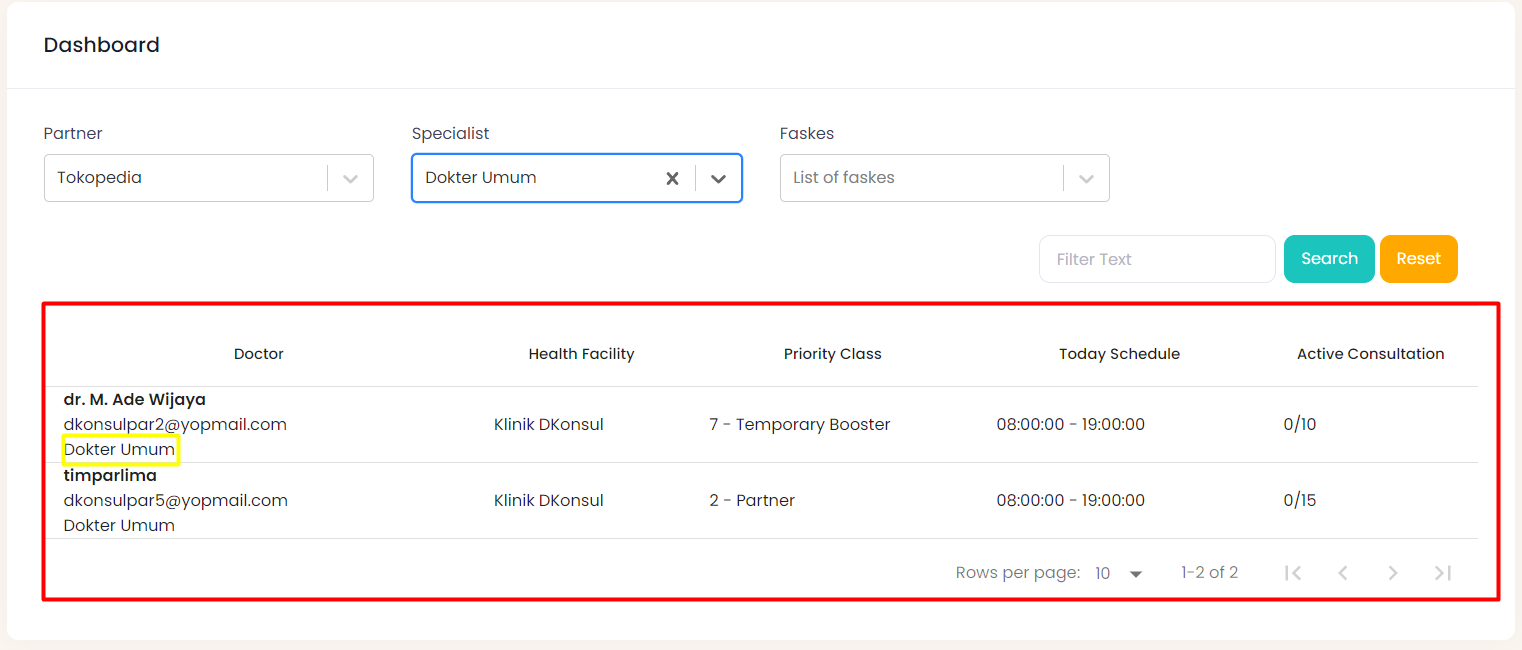 Dashboard
Partner Specialist Faskes
Tokopedia Dokter Umum List of faskes
Filter Text Search Reset
Doctor Health Facility Priority Class Today Schedule Active Consultation
dr. M. Ade Wijaya
dkonsulpar2@yopmail.com Klinik DKonsul 7 - Temporary Booster 08:00:00 - 19:00:00 0/10
Dokter Umum
timparlima
dkonsulpar5@yopmail.com Klinik DKonsul 2 - Partner 08:00:00 - 19:00:00 0/15
Dokter Umum
Rows per page: 10 1-2 of 2